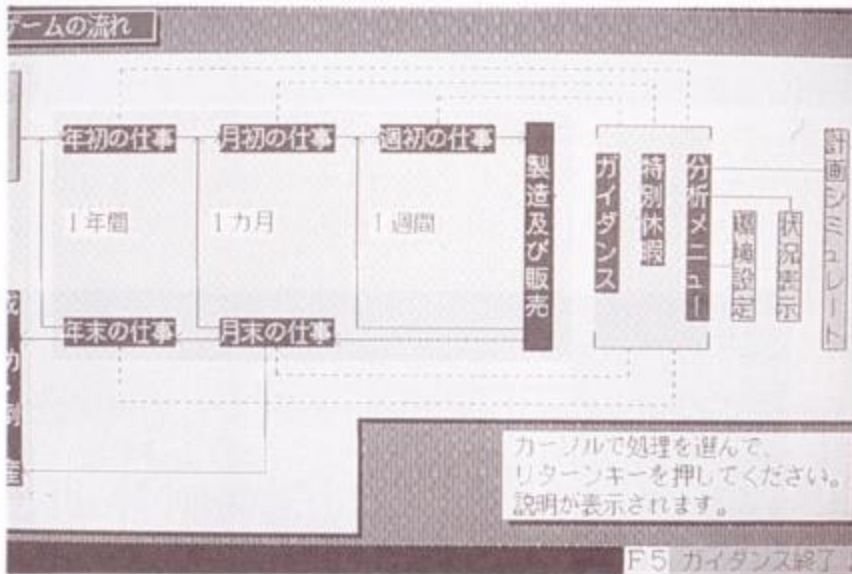 ゲームの流れ
年初の仕事
月初の仕事
週初の仕事
1年間
1カ月
1週間
年末の仕事
月末の仕事
製造及び販売
ガイダンス
特別休暇
分析メニュー
環境設定
状況表示
計画シミュレート
産
カーソルで処理を選んで、
リターンキーを押してください。
説明が表示されます。
F5 ガイダンス終了